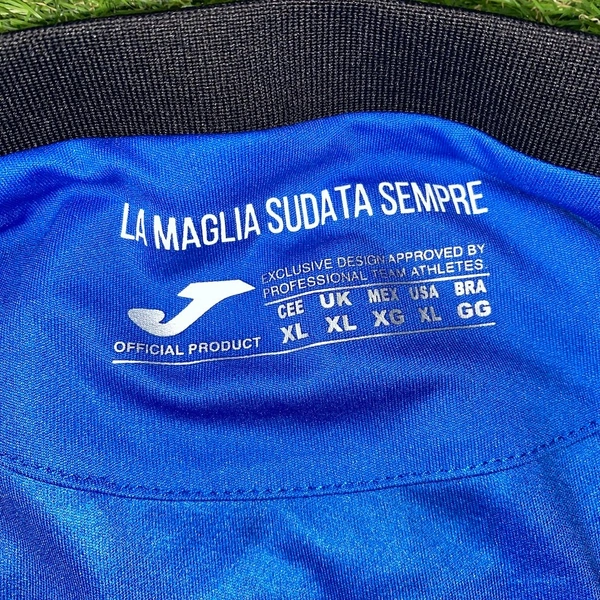 LA MAGLIA SUDATA SEMPRE
EXCLUSIVE DESIGN APPROVED BY
PROFESSIONAL TEAM ATHLETES
CEE UK MEX USA BRA
XL XL XG XL GG
OFFICIAL PRODUCT